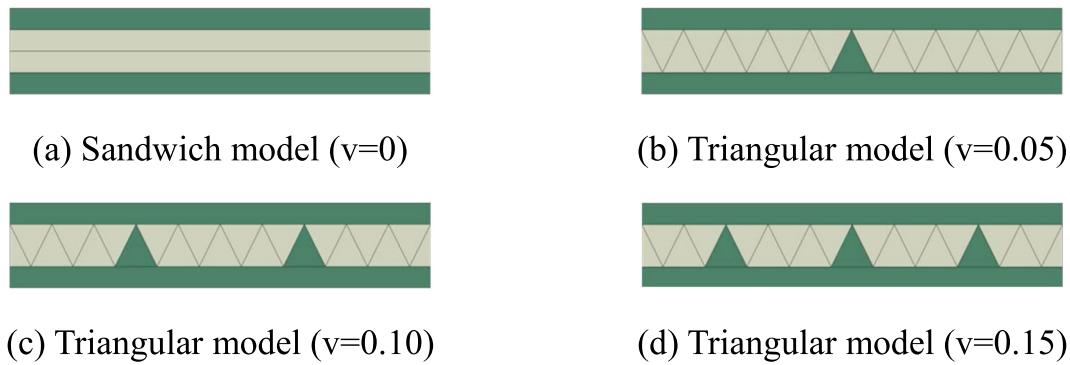 (a) Sandwich model (v=0)
(b) Triangular model (v=0.05)
(c) Triangular model (v=0.10)
(d) Triangular model (v=0.15)